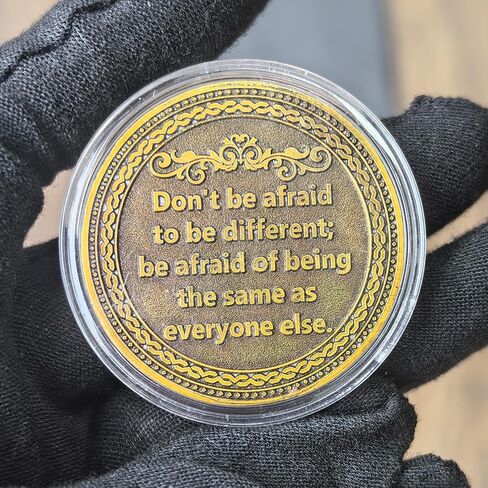 Don't be afraid
to be different;
be afraid of being
the same as
everyone else.